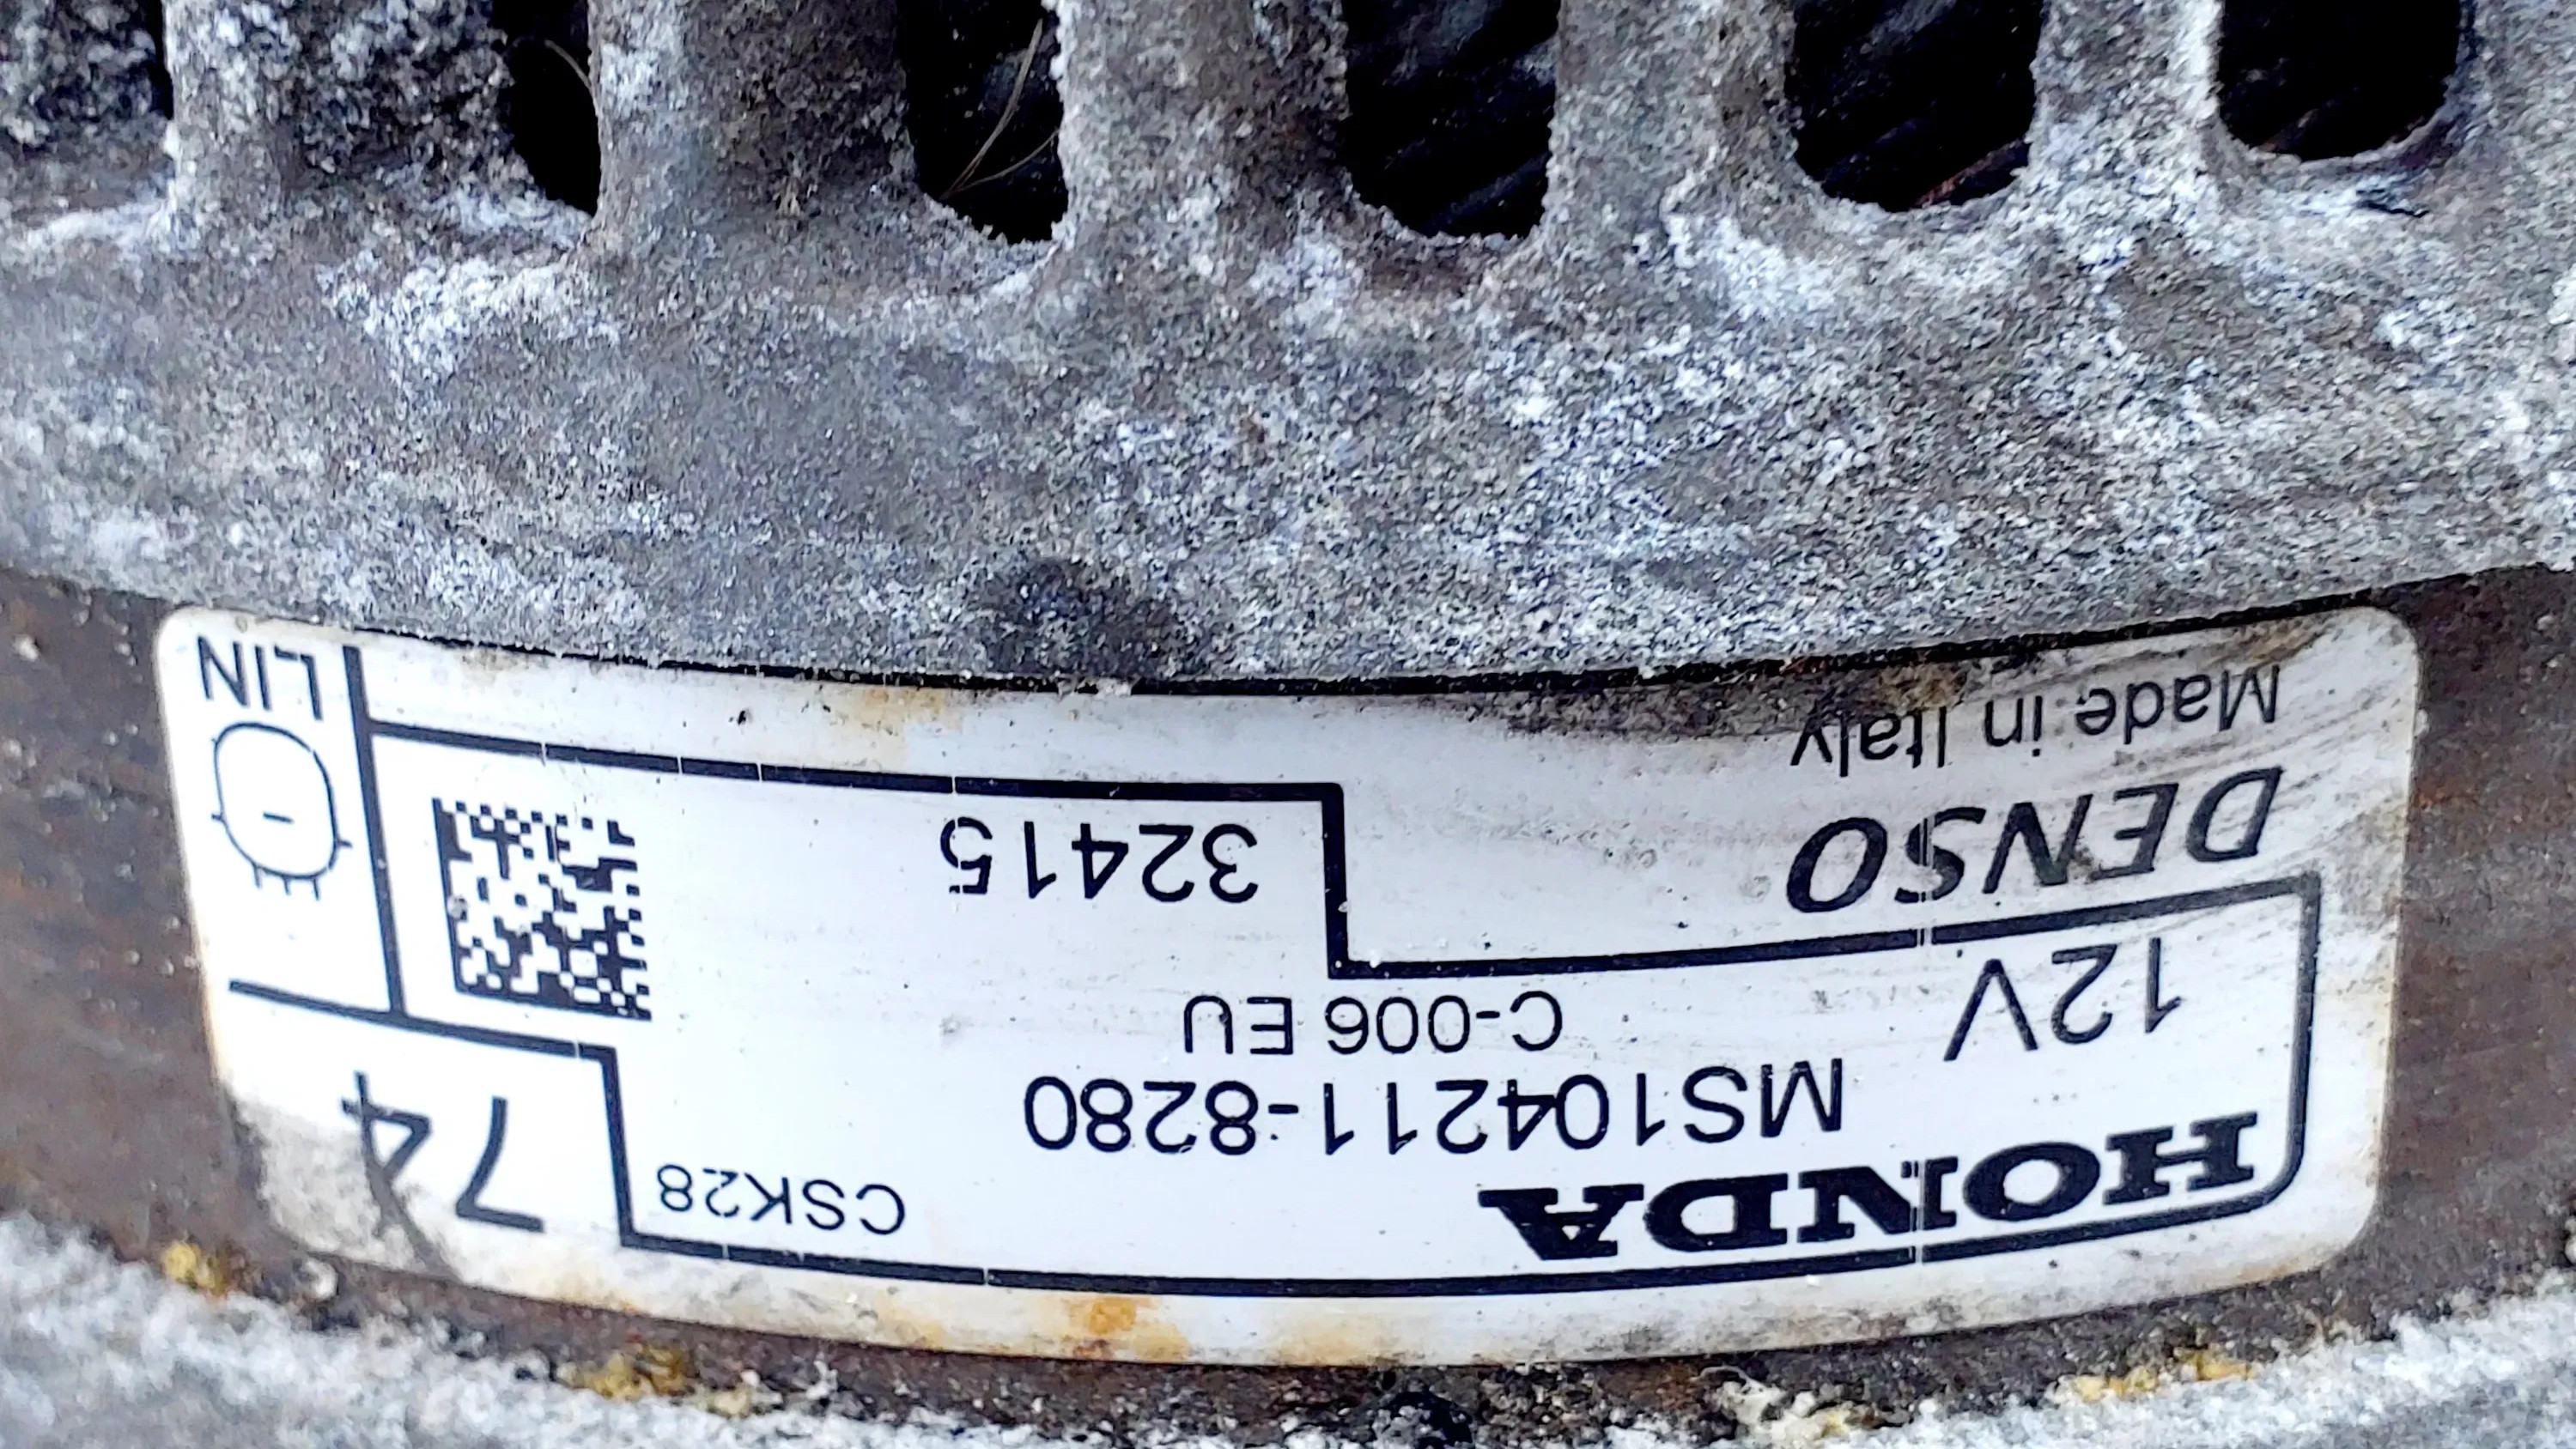 HONDA
CSK28
74
MS104211-8280
12V
C-006 EU
DENSO
32415
Made in Italy
LIN